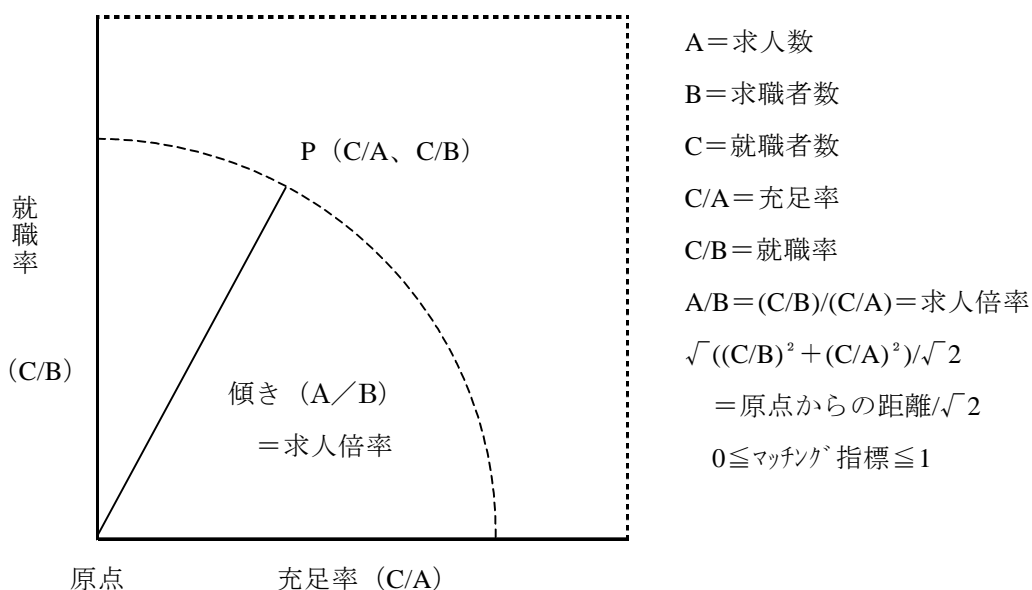 P（C/A、C/B）
就職率
（C/B）
傾き（A／B）
＝求人倍率
原点
充足率（C/A）
A＝求人数
B＝求職者数
C＝就職者数
C/A＝充足率
C/B＝就職率
A/B＝(C/B)/(C/A)＝求人倍率
√((C/B)²＋(C/A)²)/√2
＝原点からの距離/√2
0≦ﾏｯﾁﾝｸﾞ指標≦1